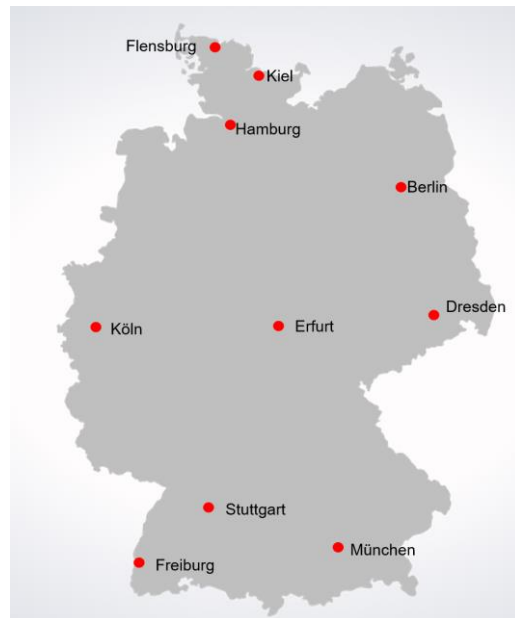 Flensburg
Kiel
Hamburg
Berlin
Dresden
Köln
Erfurt
Stuttgart
München
Freiburg